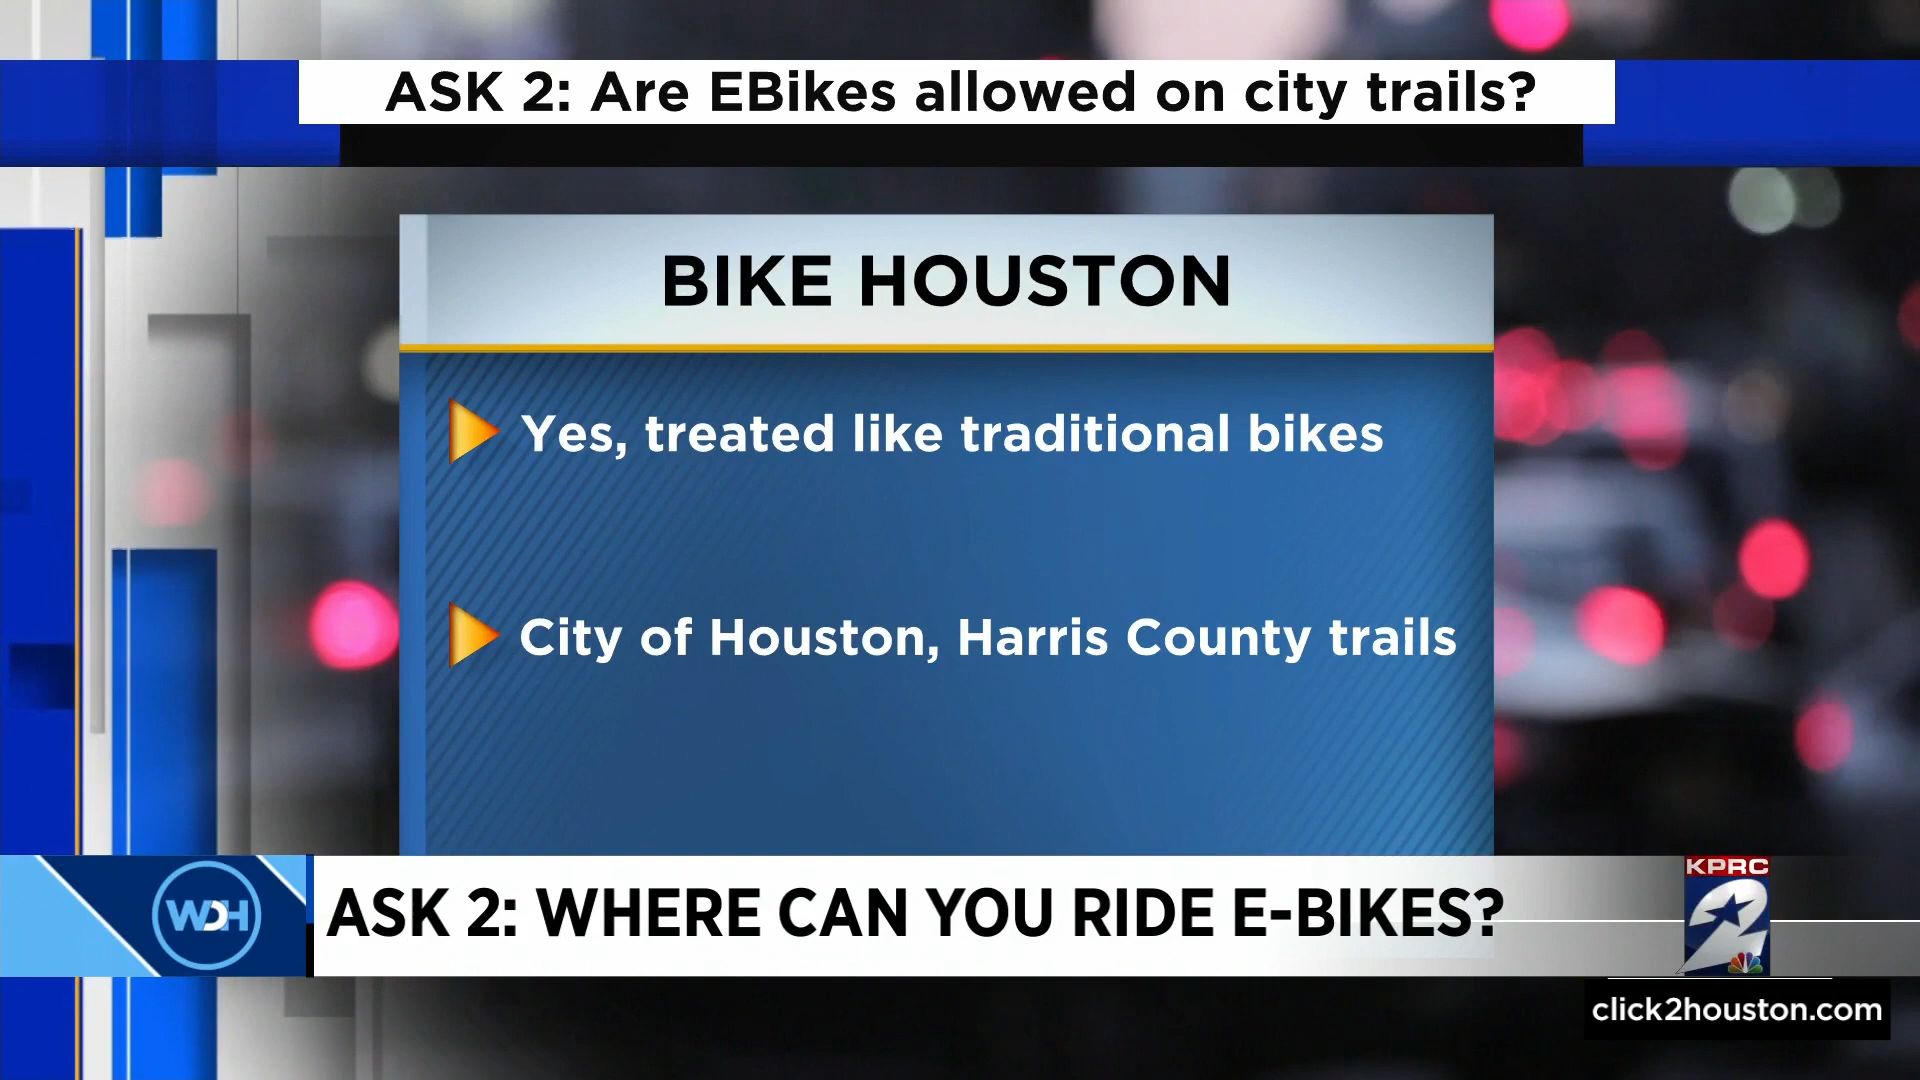 ASK 2: Are EBikes allowed on city trails?
BIKE HOUSTON
Yes, treated like traditional bikes
City of Houston, Harris County trails
WDH
ASK 2: WHERE CAN YOU RIDE E-BIKES?
KPRC
2
click2houston.com